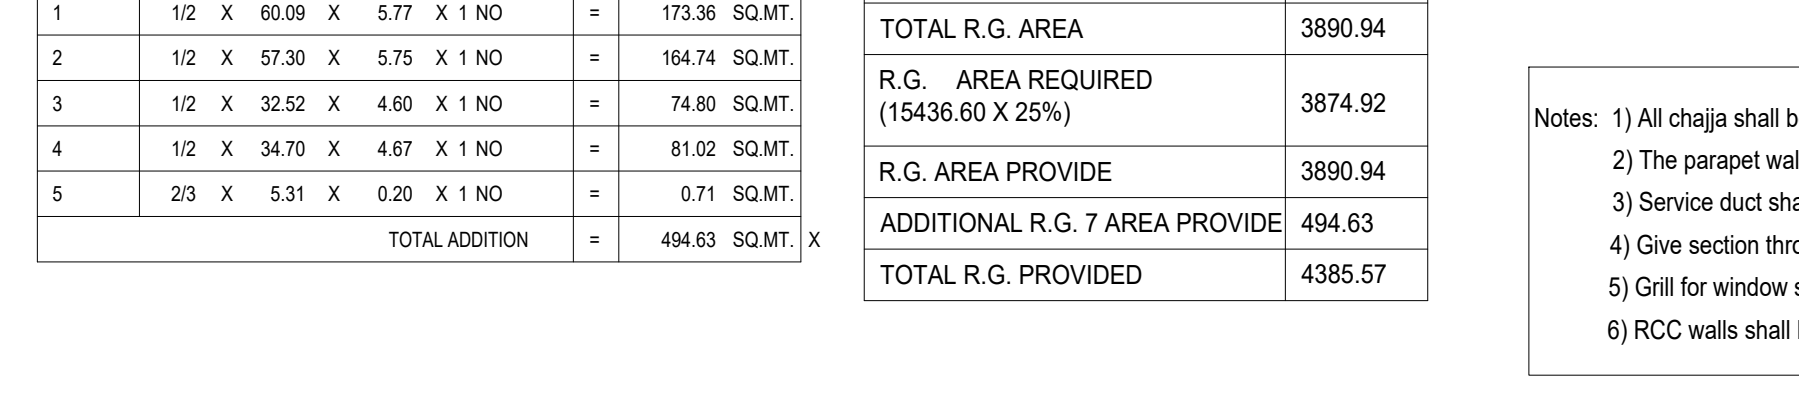 1 1/2 X 60.09 X 5.77 X 1 NO = 173.36 SQ.MT.
2 1/2 X 57.30 X 5.75 X 1 NO = 164.74 SQ.MT.
3 1/2 X 32.52 X 4.60 X 1 NO = 74.80 SQ.MT.
4 1/2 X 34.70 X 4.67 X 1 NO = 81.02 SQ.MT.
5 2/3 X 5.31 X 0.20 X 1 NO = 0.71 SQ.MT.
TOTAL ADDITION = 494.63 SQ.MT. X
TOTAL R.G. AREA 3890.94
R.G. AREA REQUIRED
(15436.60 X 25%) 3874.92
R.G. AREA PROVIDE 3890.94
ADDITIONAL R.G. 7 AREA PROVIDE 494.63
TOTAL R.G. PROVIDED 4385.57
Notes: 1) All chajja shall
2) The parapet
3) Service duct
4) Give section
5) Grill for window
6) RCC walls shall